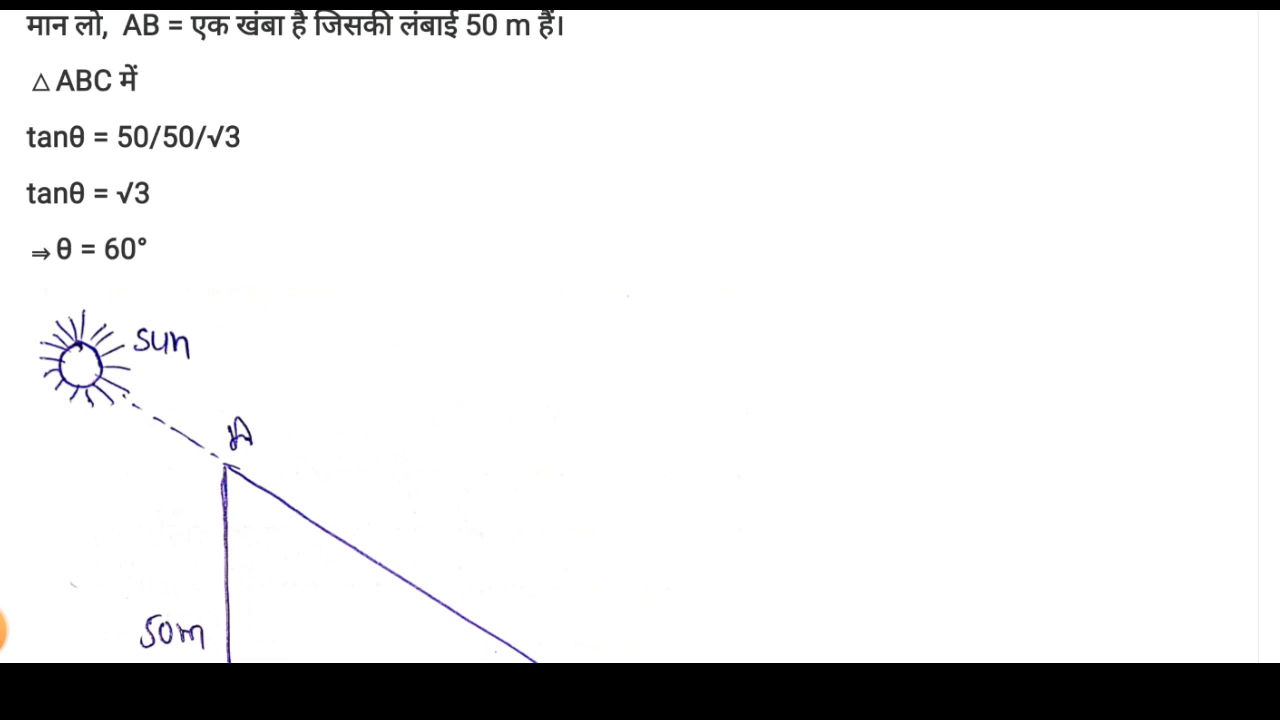 मान लो, AB = एक खंबा है जिसकी लंबाई 50 m हैं।
△ ABC में
tanθ = 50/50/√3
tanθ = √3
⇒ θ = 60°
sun
A
50m